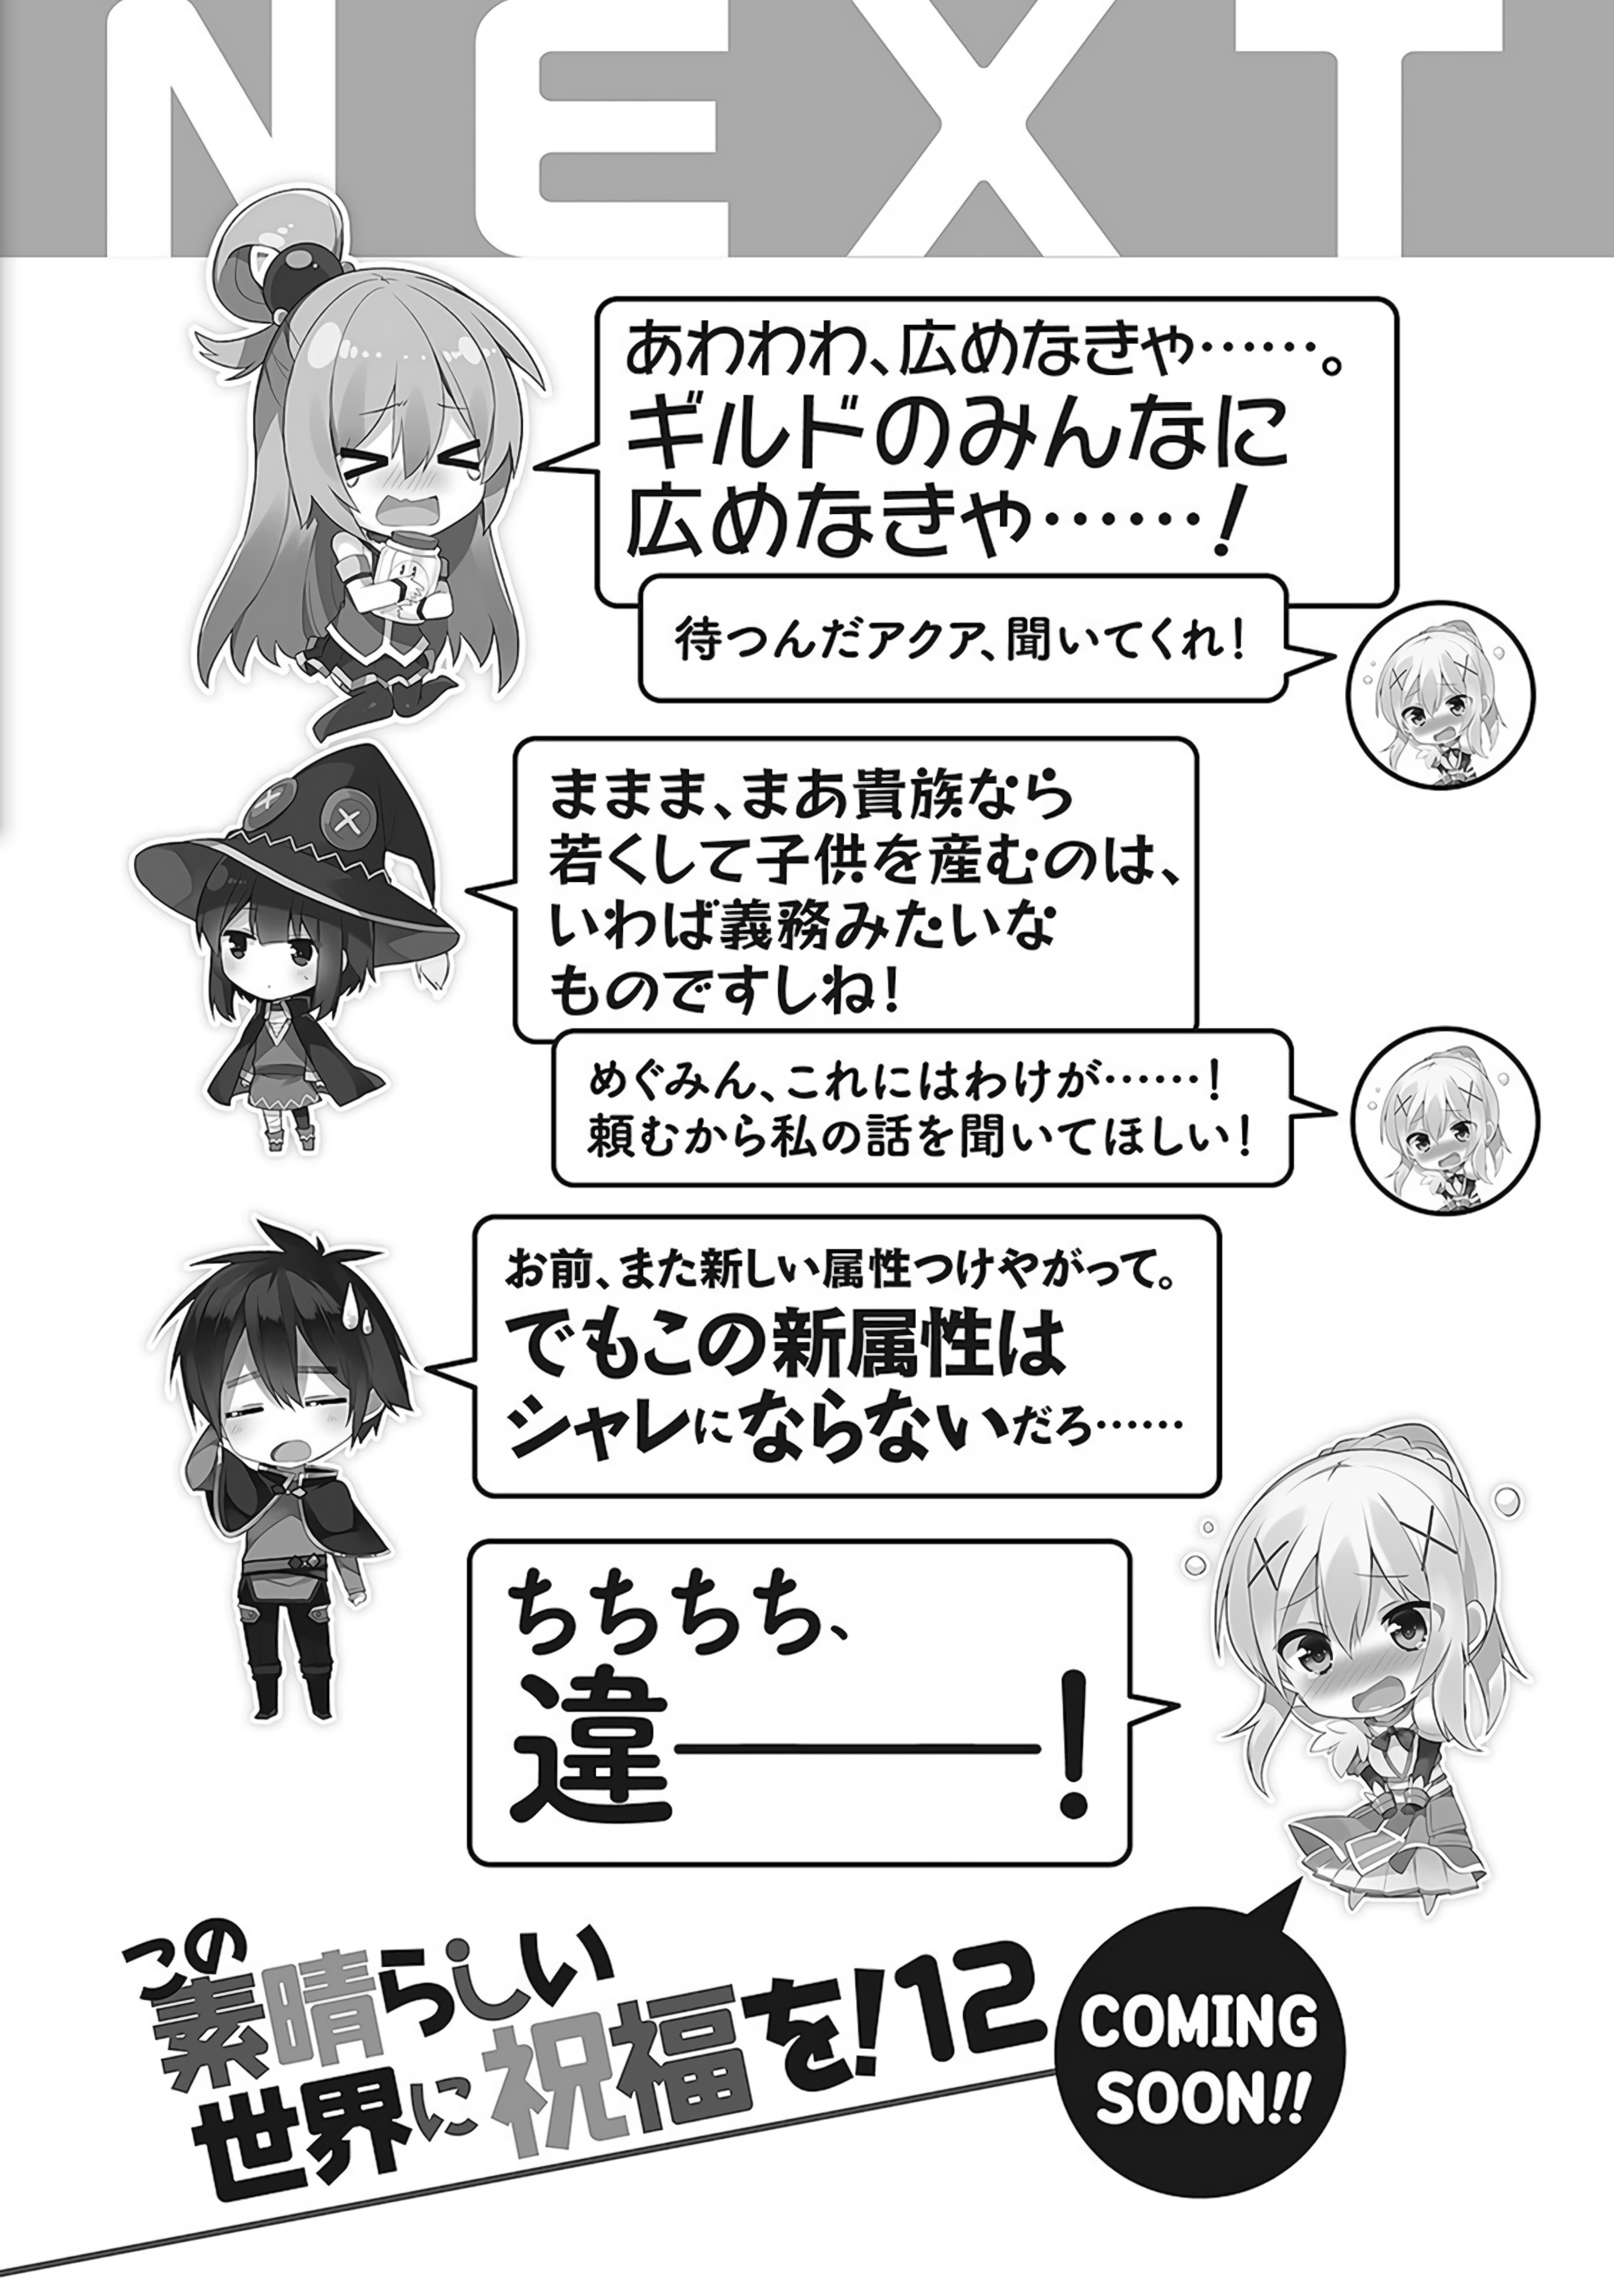 NEXT
あわわわ、広めなきゃ……。
ギルドのみんなに
広めなきゃ……！
待つんだアクア、聞いてくれ！
ままま、まあ貴族なら
若くして子供を産むのは、
いわば義務みたいな
ものですしね！
めぐみん、これにはわけが……！
頼むから私の話を聞いてほしい！
お前、また新しい属性つけやがって。
でもこの新属性は
シャレにならないだろ……
ちちちち、
違――――！
この
素晴らしい
世界に祝福を！12
COMING
SOON!!